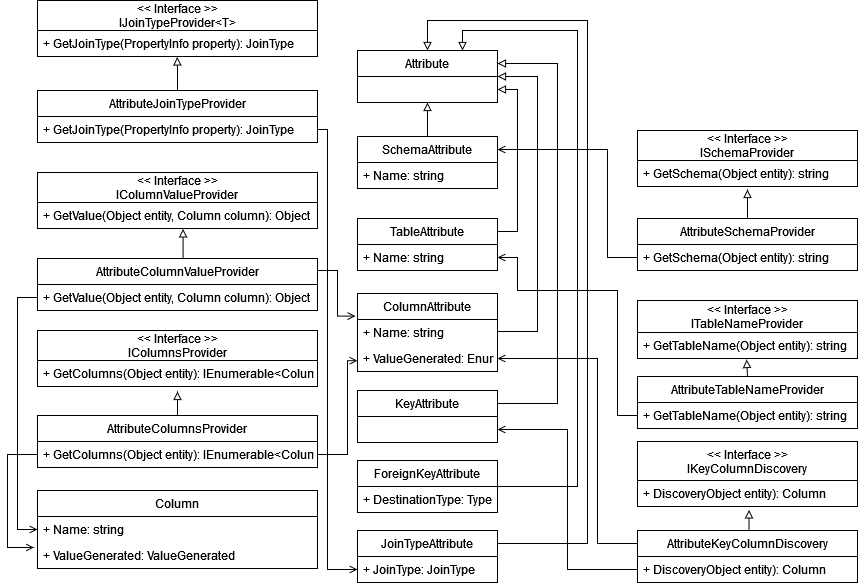 << Interface >>
IJoinTypeProvider<T>
+ GetJoinType(PropertyInfo property): JoinType
AttributeJoinTypeProvider
+ GetJoinType(PropertyInfo property): JoinType
<< Interface >>
IColumnValueProvider
+ GetValue(Object entity, Column column): Object
AttributeColumnValueProvider
+ GetValue(Object entity, Column column): Object
<< Interface >>
IColumnsProvider
+ GetColumns(Object entity): IEnumerable<Colun
AttributeColumnsProvider
+ GetColumns(Object entity): IEnumerable<Colun
Column
+ Name: string
+ ValueGenerated: ValueGenerated
Attribute
SchemaAttribute
+ Name: string
TableAttribute
+ Name: string
ColumnAttribute
+ Name: string
+ ValueGenerated: Enur
KeyAttribute
ForeignKeyAttribute
+ DestinationType: Type
JoinTypeAttribute
+ JoinType: JoinType
<< Interface >>
ISchemaProvider
+ GetSchema(Object entity): string
AttributeSchemaProvider
+ GetSchema(Object entity): string
<< Interface >>
ITableNameProvider
+ GetTableName(Object entity): string
AttributeTableNameProvider
+ GetTableName(Object entity): string
<< Interface >>
IKeyColumnDiscovery
+ DiscoveryObject entity): Column
AttributeKeyColumnDiscovery
+ DiscoveryObject entity): Column